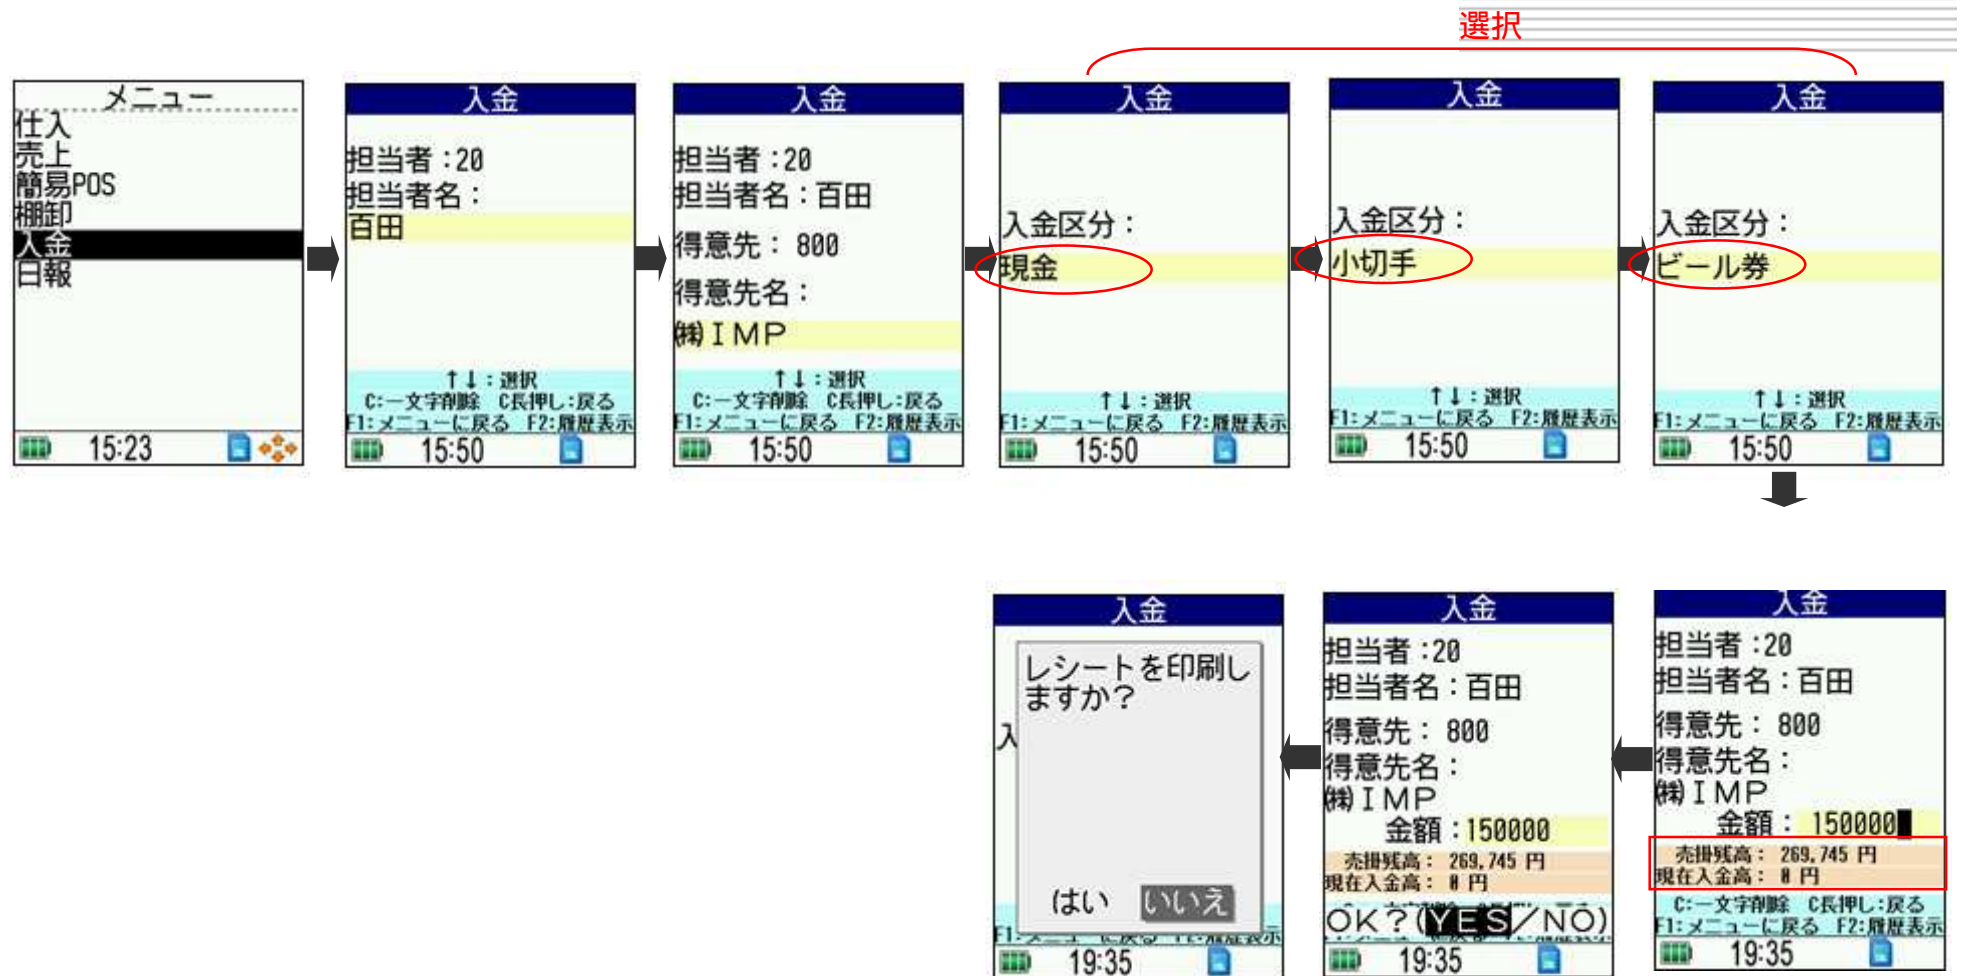 選択
メニュー
仕入
売上
簡易POS
棚卸
入金
日報
15:23
入金
担当者:20
担当者名:
百田
↑↓:選択
C:一文字削除 C長押し:戻る
F1:メニューに戻る F2:履歴表示
15:50
入金
担当者:20
担当者名:百田
得意先: 800
得意先名:
㈱IMP
↑↓:選択
C:一文字削除 C長押し:戻る
F1:メニューに戻る F2:履歴表示
15:50
入金
入金区分:
現金
↑↓:選択
F1:メニューに戻る F2:履歴表示
15:50
入金
入金区分:
小切手
↑↓:選択
F1:メニューに戻る F2:履歴表示
15:50
入金
入金区分:
ビール券
↑↓:選択
F1:メニューに戻る F2:履歴表示
15:50
入金
担当者:20
担当者名:百田
得意先: 800
得意先名:
㈱IMP
金額: 150000
売掛残高: 269,745 円
現在入金高: 0 円
C:一文字削除 C長押し:戻る
F1:メニューに戻る F2:履歴表示
19:35
入金
担当者:20
担当者名:百田
得意先: 800
得意先名:
㈱IMP
金額:150000
売掛残高: 269,745 円
現在入金高: 0 円
OK?(YES/NO)
19:35
入金
レシートを印刷し
ますか?
入
はい いいえ
19:35